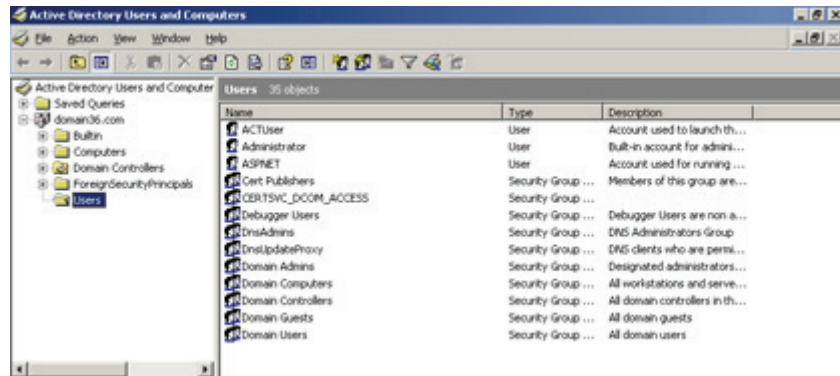 Active Directory Users and Computers
File Action View Window Help
Active Directory Users and Computer
Saved Queries
domain36.com
Builtin
Computers
Domain Controllers
ForeignSecurityPrincipals
Users
Users 35 objects
Name Type Description
ACTUser User Account used to launch th...
Administrator User Built-in account for admini...
ASPNET User Account used for running ...
Cert Publishers Security Group ... Members of this group are...
CERTSVC_DCOM_ACCESS Security Group ...
Debugger Users Security Group ... Debugger Users are non a...
DnsAdmins Security Group ... DNS Administrators Group
DnsUpdateProxy Security Group ... DNS clients who are permi...
Domain Admins Security Group ... Designated administrators...
Domain Computers Security Group ... All workstations and serve...
Domain Controllers Security Group ... All domain controllers in th...
Domain Guests Security Group ... All domain guests
Domain Users Security Group ... All domain users